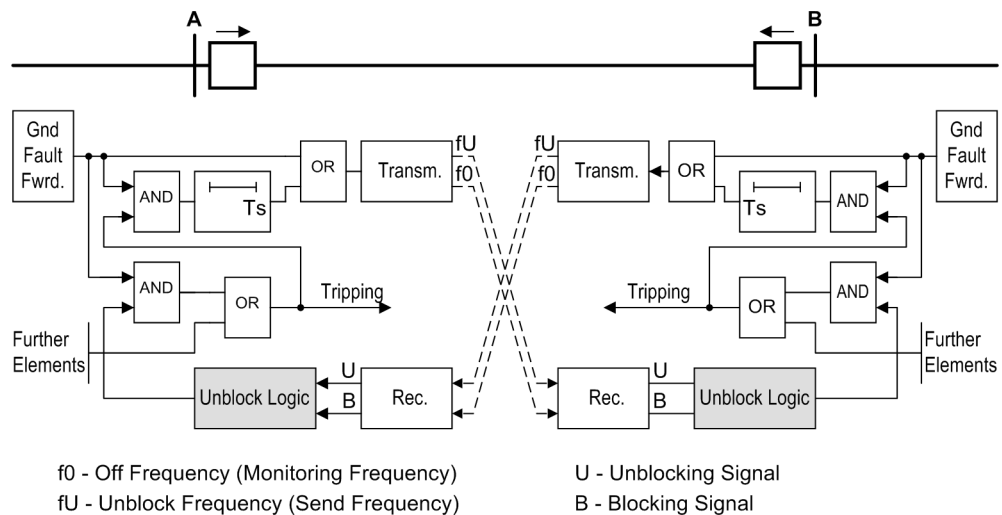 A
B
Gnd
Fault
Fwrd.
AND
Ts
OR
Transm.
fU
f0
fU
f0
Transm.
OR
Ts
AND
Gnd
Fault
Fwrd.
AND
OR
Tripping
Tripping
OR
AND
Further
Elements
Further
Elements
Unblock Logic
U
B
Rec.
Rec.
U
B
Unblock Logic
f0 - Off Frequency (Monitoring Frequency)
U - Unblocking Signal
fU - Unblock Frequency (Send Frequency)
B - Blocking Signal